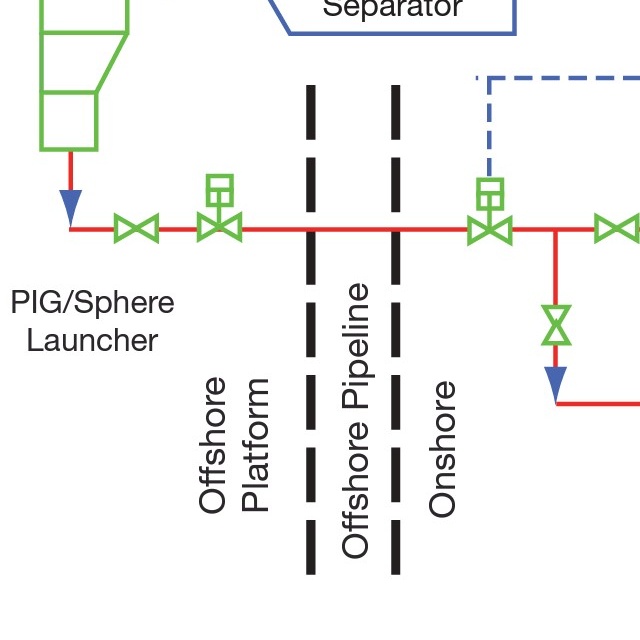 Separator
PIG/Sphere
Launcher
Offshore
Platform
Offshore Pipeline
Onshore